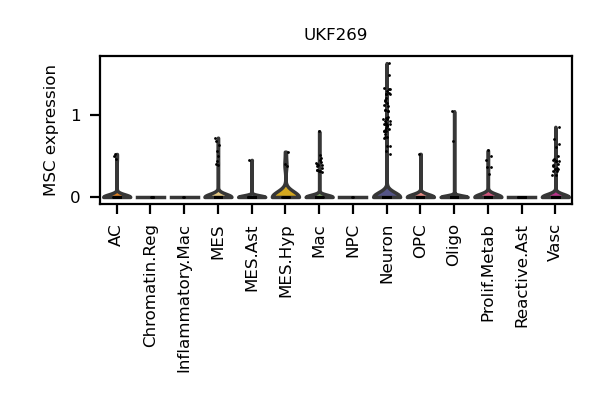 UKF269
MSC expression
1
0
AC
Chromatin.Reg
Inflammatory.Mac
MES
MES.Ast
MES.Hyp
Mac
NPC
Neuron
OPC
Oligo
Prolif.Metab
Reactive.Ast
Vasc